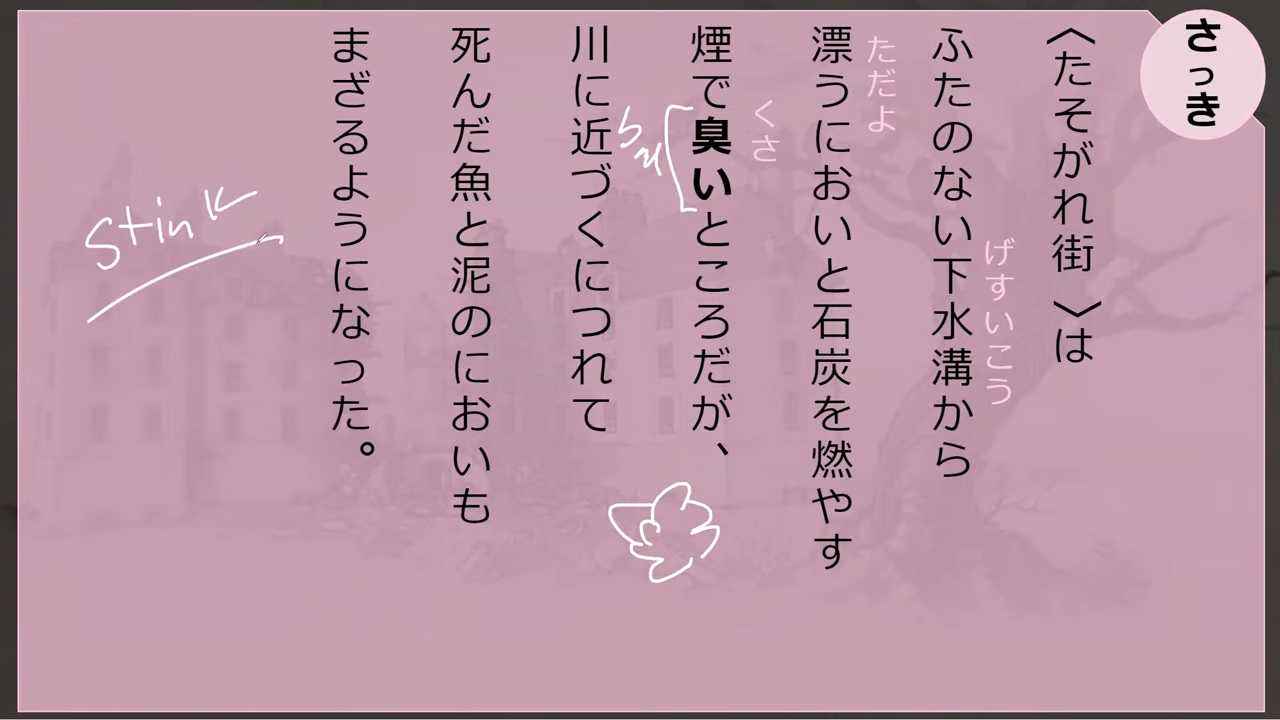 さっき
〈たそがれ街〉は
げすいこう
ふたのない下水溝から
ただよ
漂うにおいと石炭を燃やす
くさ
煙で臭いところだが、
川に近づくにつれて
死んだ魚と泥のにおいも
まざるようになった。
stink